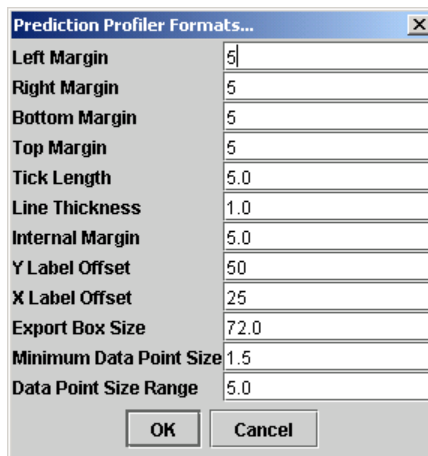 Prediction Profiler Formats...
Left Margin 5
Right Margin 5
Bottom Margin 5
Top Margin 5
Tick Length 5.0
Line Thickness 1.0
Internal Margin 5.0
Y Label Offset 50
X Label Offset 25
Export Box Size 72.0
Minimum Data Point Size 1.5
Data Point Size Range 5.0
OK Cancel